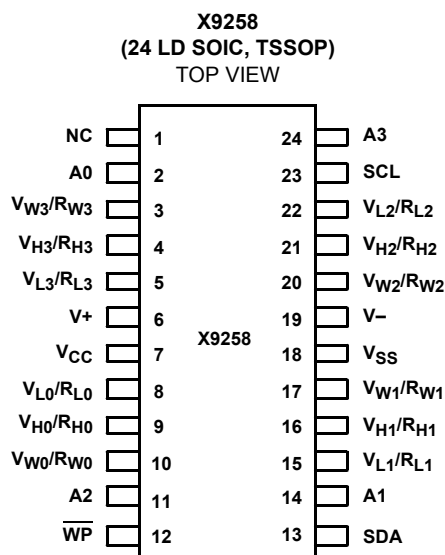 X9258
(24 LD SOIC, TSSOP)
TOP VIEW
NC 1 24 A3
A0 2 23 SCL
VW3/RW3 3 22 VL2/RL2
VH3/RH3 4 21 VH2/RH2
VL3/RL3 5 20 VW2/RW2
V+ 6 19 V–
X9258
VCC 7 18 VSS
VL0/RL0 8 17 VW1/RW1
VH0/RH0 9 16 VH1/RH1
VW0/RW0 10 15 VL1/RL1
A2 11 14 A1
W̅P̅ 12 13 SDA